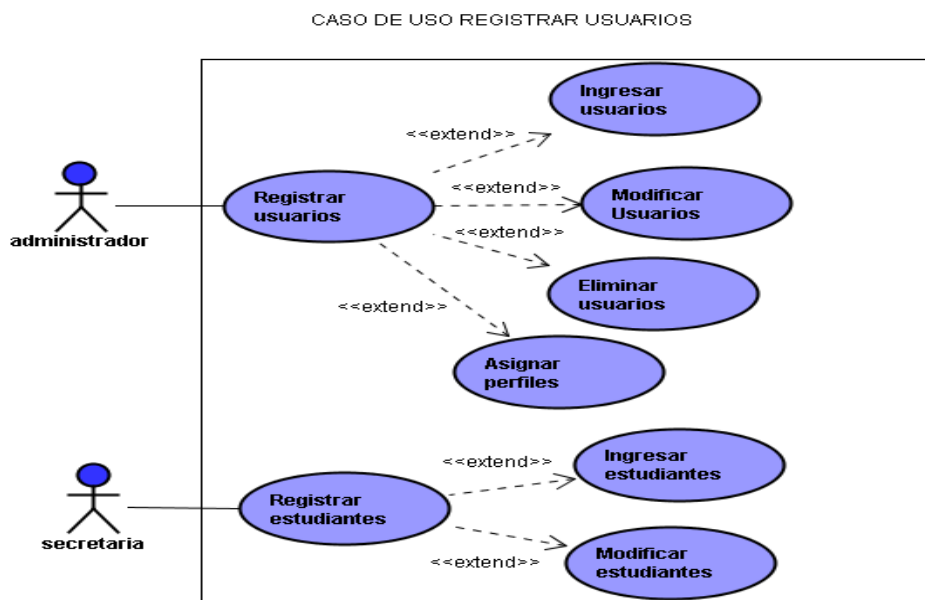 CASO DE USO REGISTRAR USUARIOS
Ingresar
usuarios
<<extend>>
Registrar
usuarios
<<extend>>
Modificar
Usuarios
administrador
<<extend>>
Eliminar
usuarios
<<extend>>
Asignar
perfiles
Ingresar
estudiantes
<<extend>>
Registrar
estudiantes
secretaria
<<extend>>
Modificar
estudiantes